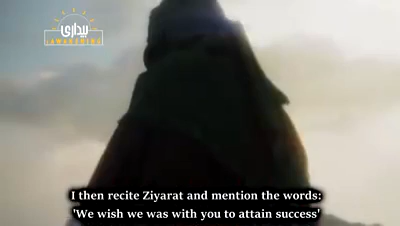 بیداری
AWAKENING
I then recite Ziyarat and mention the words:
'We wish we was with you to attain success'